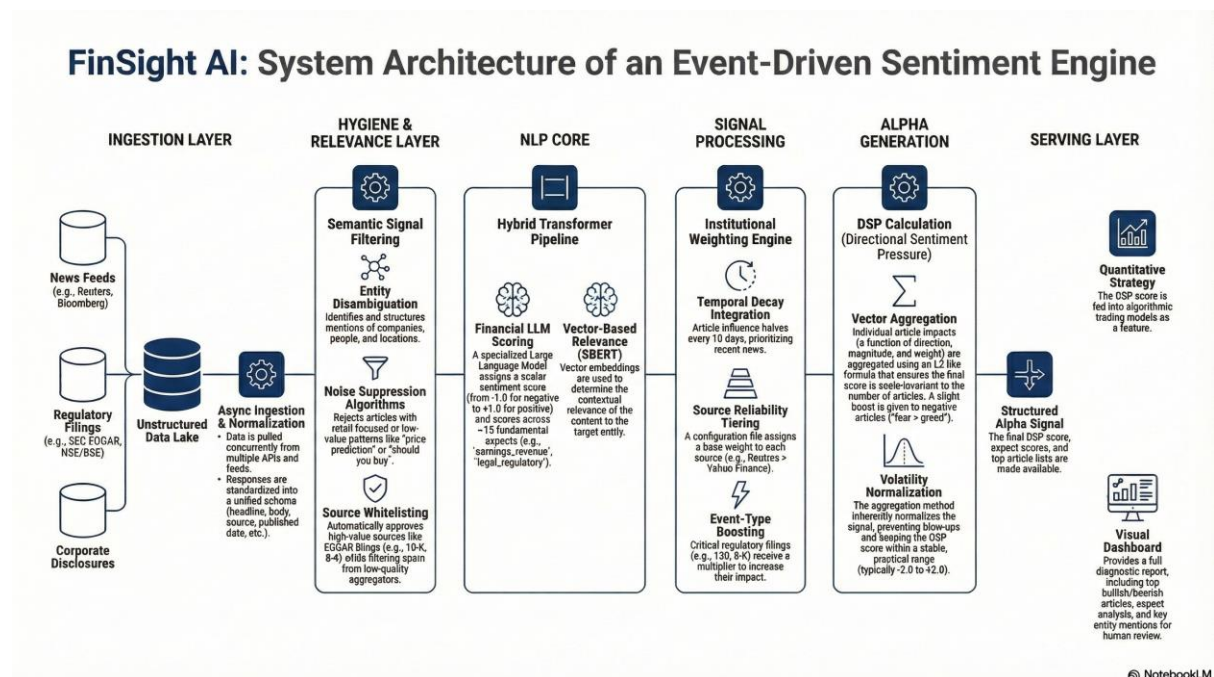 FinSight AI: System Architecture of an Event-Driven Sentiment Engine
INGESTION LAYER
News Feeds
(e.g., Reuters,
Bioomberg)
Regulatory
Filings
(e.g., SEC EOGAR,
NSE/BSE)
Corporate
Disclosures
Unstructured
Data Lake
Async Ingestion
& Normalization
• Data is pulled
concurrently from
multiple APIs and
feeds.
• Responses are
standardized into
a unified schoma
(headline, body,
source, published
date, etc.).
HYGIENE &
RELEVANCE LAYER
Semantic Signal
Filtering
Entity
Disambiguation
Identifies and structures
mentions of companies,
people, and locations.
Noise Suppression
Algorithms
Rejects articles with
retail focused or low-
value patterns like "price
prediction" or "should
you buy".
Source Whitelisting
Automatically approves
high-value sources like
EGGAR Blings (e.g., 10-K,
8-4) ofi0s filtering spam
from low-quality
aggregators.
NLP CORE
Hybrid Transformer
Pipeline
Financial LLM
Scoring
A specialized Large
Language Model
assigns a scalar
sentiment score
(from -1.0 for negative
to +1.0 for positive)
and scores across
~15 fundamental
axpects (e.g.,
'sarnings_revenue',
'legal_regulatory').
Vector-Based
Relevance
(SBERT)
Vector embeddings
are used to
determine the
contextual
relevance of the
content to the
target entlly.
SIGNAL
PROCESSING
Institutional
Weighting Engine
Temporal Decay
Integration
Article influence halves
every 10 days, prioritizing
recent news.
Source Reliability
Tiering
A configuration file assigns
a base weight to each
source (e.g., Reutres >
Yahuo Finance).
Event-Type
Boosting
Critical regulatory filings
(e.g., 130, 8-K) receive a
multiplier to increase
their impact.
ALPHA
GENERATION
DSP Calculation
(Directional Sentiment
Pressure)
Vector Aggregation
Individual article impacts
(a function of direction,
magnitude, and weight) are
aggregated using an L2 like
formula that ensures the final
score is seele-lovariant to the
number of articles. A slight
boost is given to negative
articles ("fear > greed").
Volatility
Normalization
The aggregation method
inherently normalizes the
signal, preventing blow-ups
and seeping the OSP
score within a stable,
practical range
(typically -2.0 to +2.0).
SERVING LAYER
Structured
Alpha Signal
The final DSP score,
expect scores, and
top article lists are
made available.
Quantitative
Strategy
The OSP score is
fed into algorithmic
trading models as
a feature.
Visual
Dashboard
Provides a full
diagnostic report,
including top
bullsh/beerish
articles, espect
analysis, and key
entity mentions for
human review.
NotebookLM